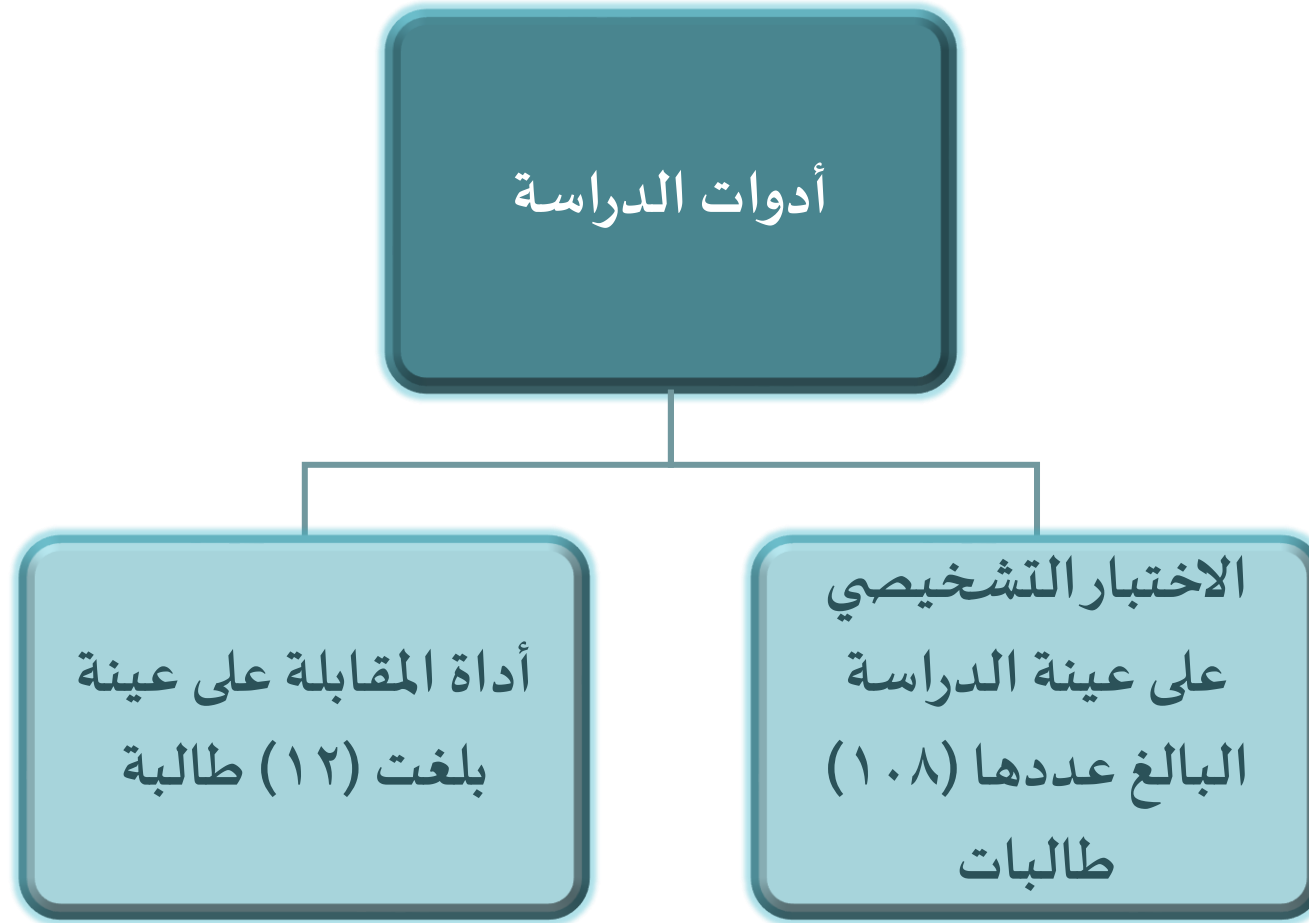 أدوات الدراسة
الاختبار التشخيصي
على عينة الدراسة
البالغ عددها (١٠٨)
طالبات
أداة المقابلة على عينة
بلغت (١٢) طالبة